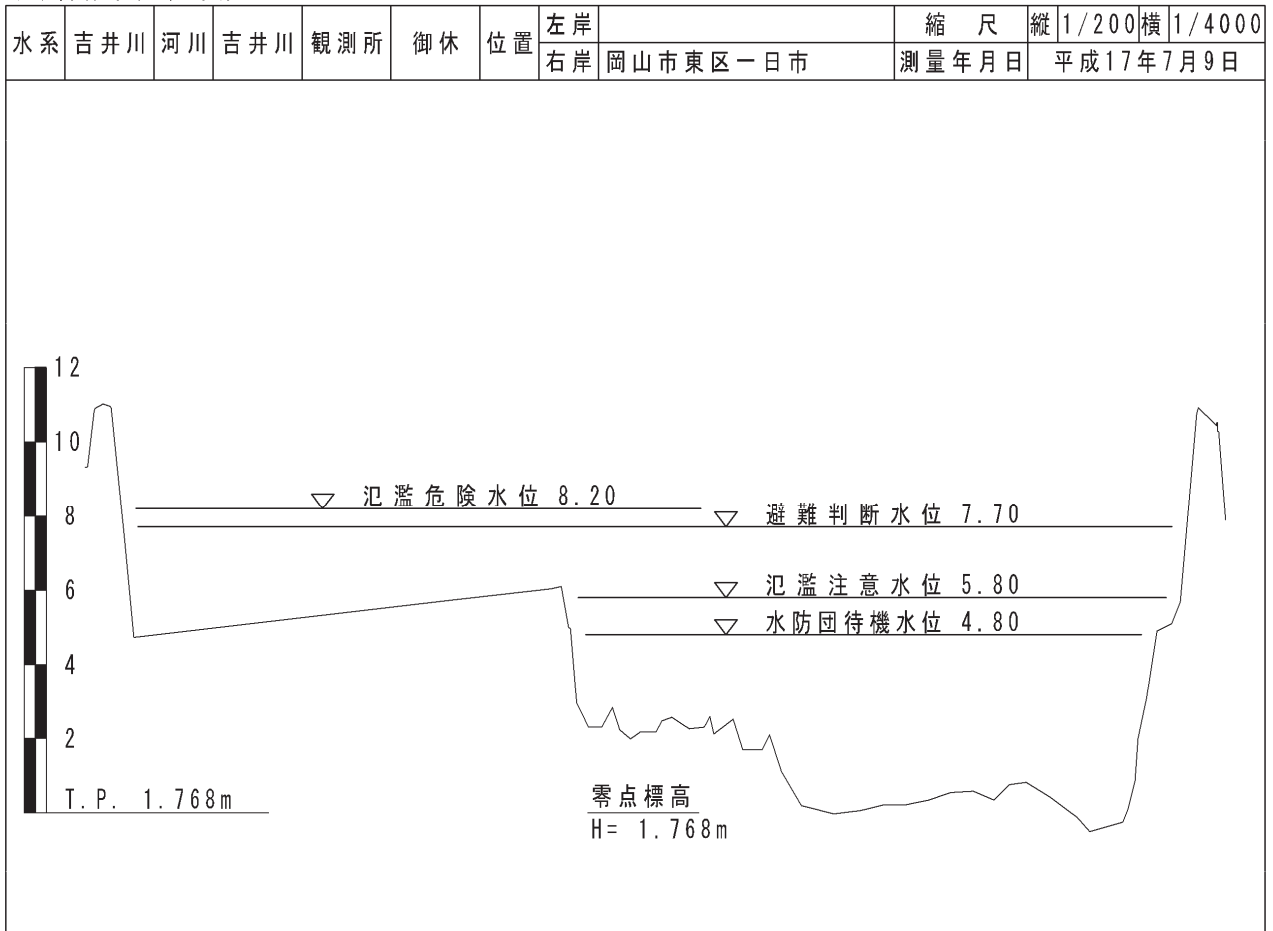 水系 吉井川 河川 吉井川 観測所 御休 位置 左岸 縮尺 縦 1/200 横 1/4000
右岸 岡山市東区一日市 測量年月日 平成17年7月9日
12
10
氾濫危険水位 8.20
8
避難判断水位 7.70
6
氾濫注意水位 5.80
水防団待機水位 4.80
4
2
T.P. 1.768m
零点標高
H= 1.768m